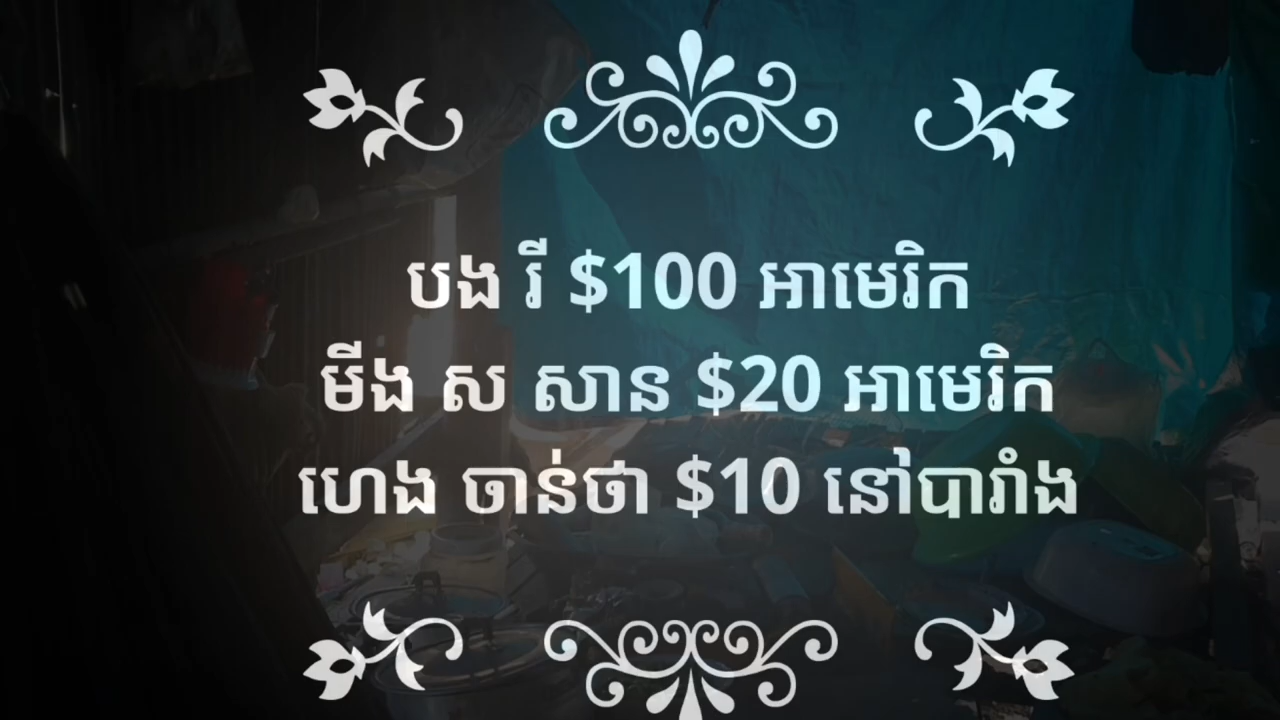 បង រី $100 អាមេរិក
មីង ស សាន $20 អាមេរិក
ហេង ចាន់ថា $10 នៅបារាំង